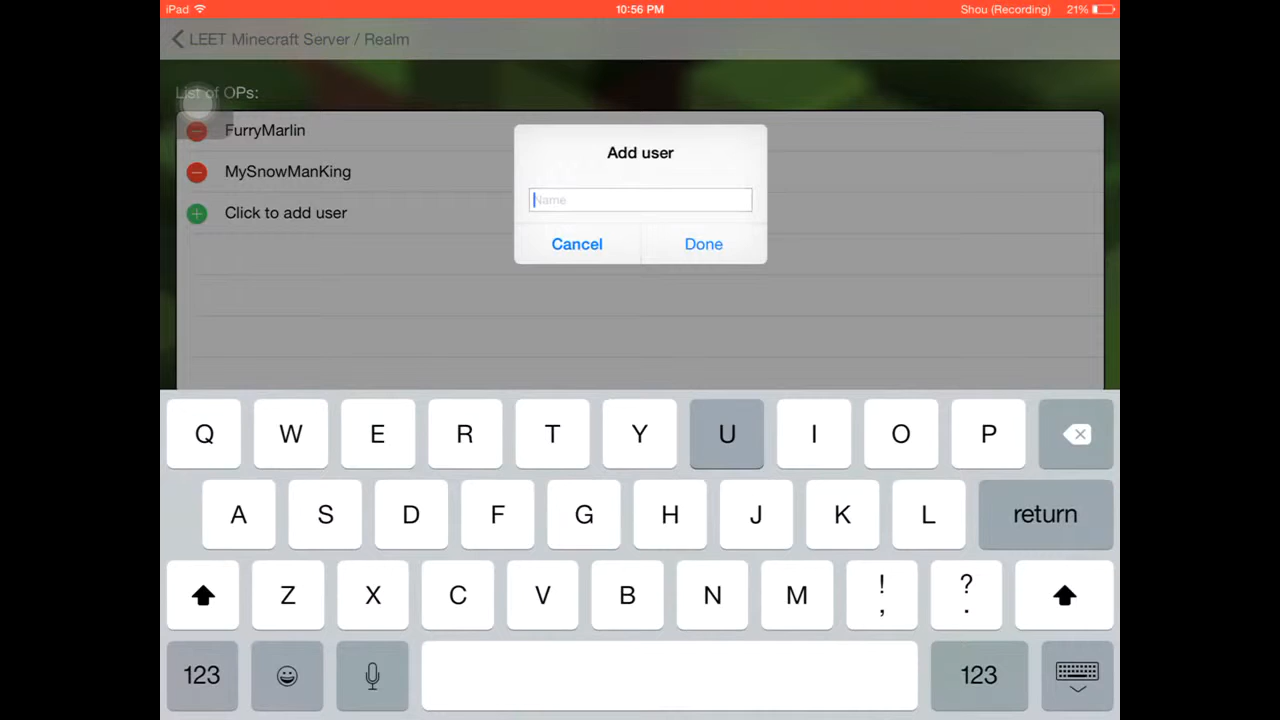 iPad 10:56 PM Shou (Recording) 21%
LEET Minecraft Server / Realm
List of OPs:
FurryMarlin
MySnowManKing
Click to add user
Add user
Name
Cancel Done
Q W E R T Y U I O P
A S D F G H J K L return
Z X C V B N M ! , ? .
123 123